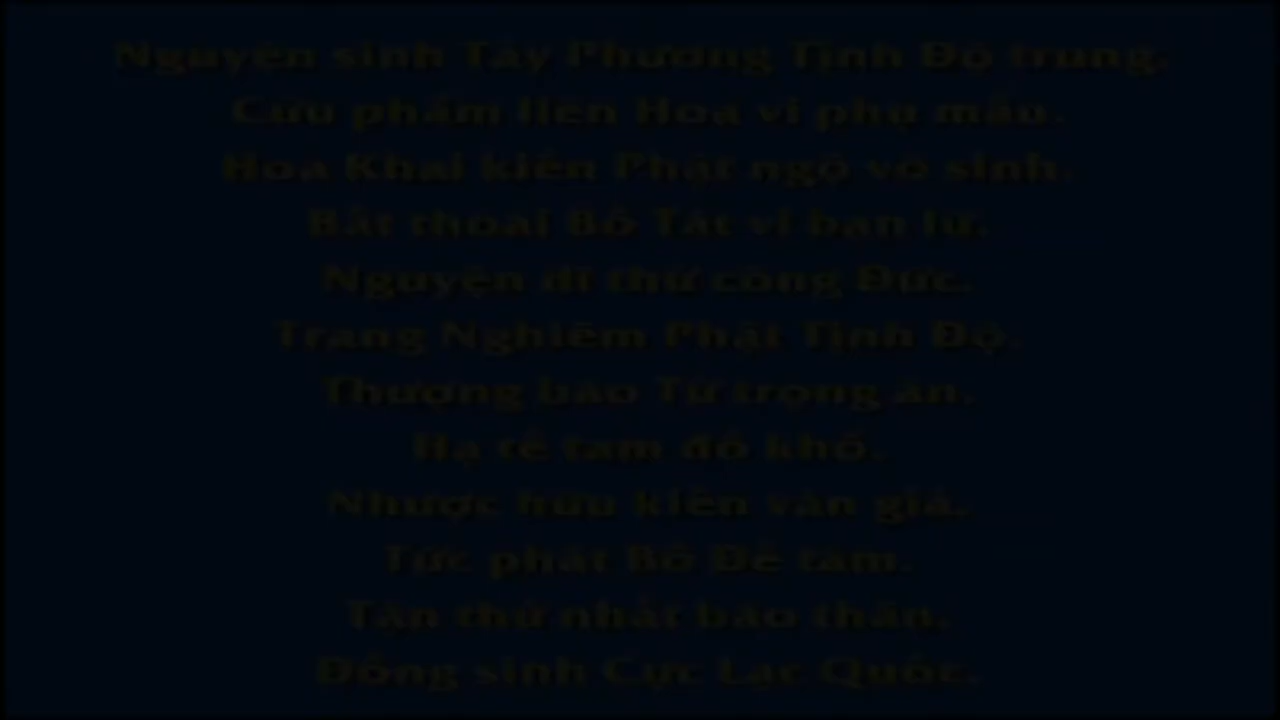 Nguyện sinh Tây Phương Tịnh Độ trung.
Cửu phẩm liên Hoa vi phụ mẫu.
Hoa Khai kiến Phật ngộ vô sinh.
Bất thoái Bồ Tát vi bạn lữ.
Nguyện dĩ thử công Đức.
Trang Nghiêm Phật Tịnh Độ.
Thượng báo Tứ trọng ân.
Hạ tế tam đồ khổ.
Nhược hữu kiến văn giả.
Tức phát Bồ Đề tâm.
Tận thử nhất báo thân.
Đồng sinh Cực Lạc Quốc.